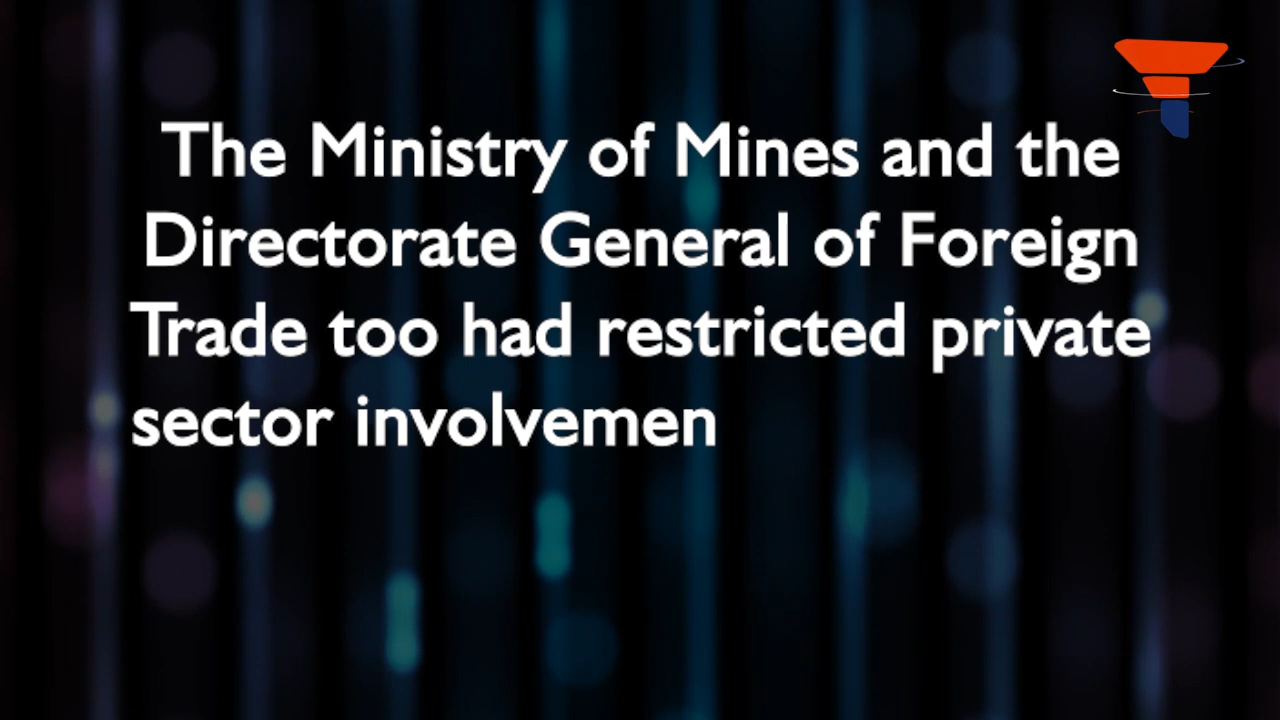 The Ministry of Mines and the
Directorate General of Foreign
Trade too had restricted private
sector involvemen